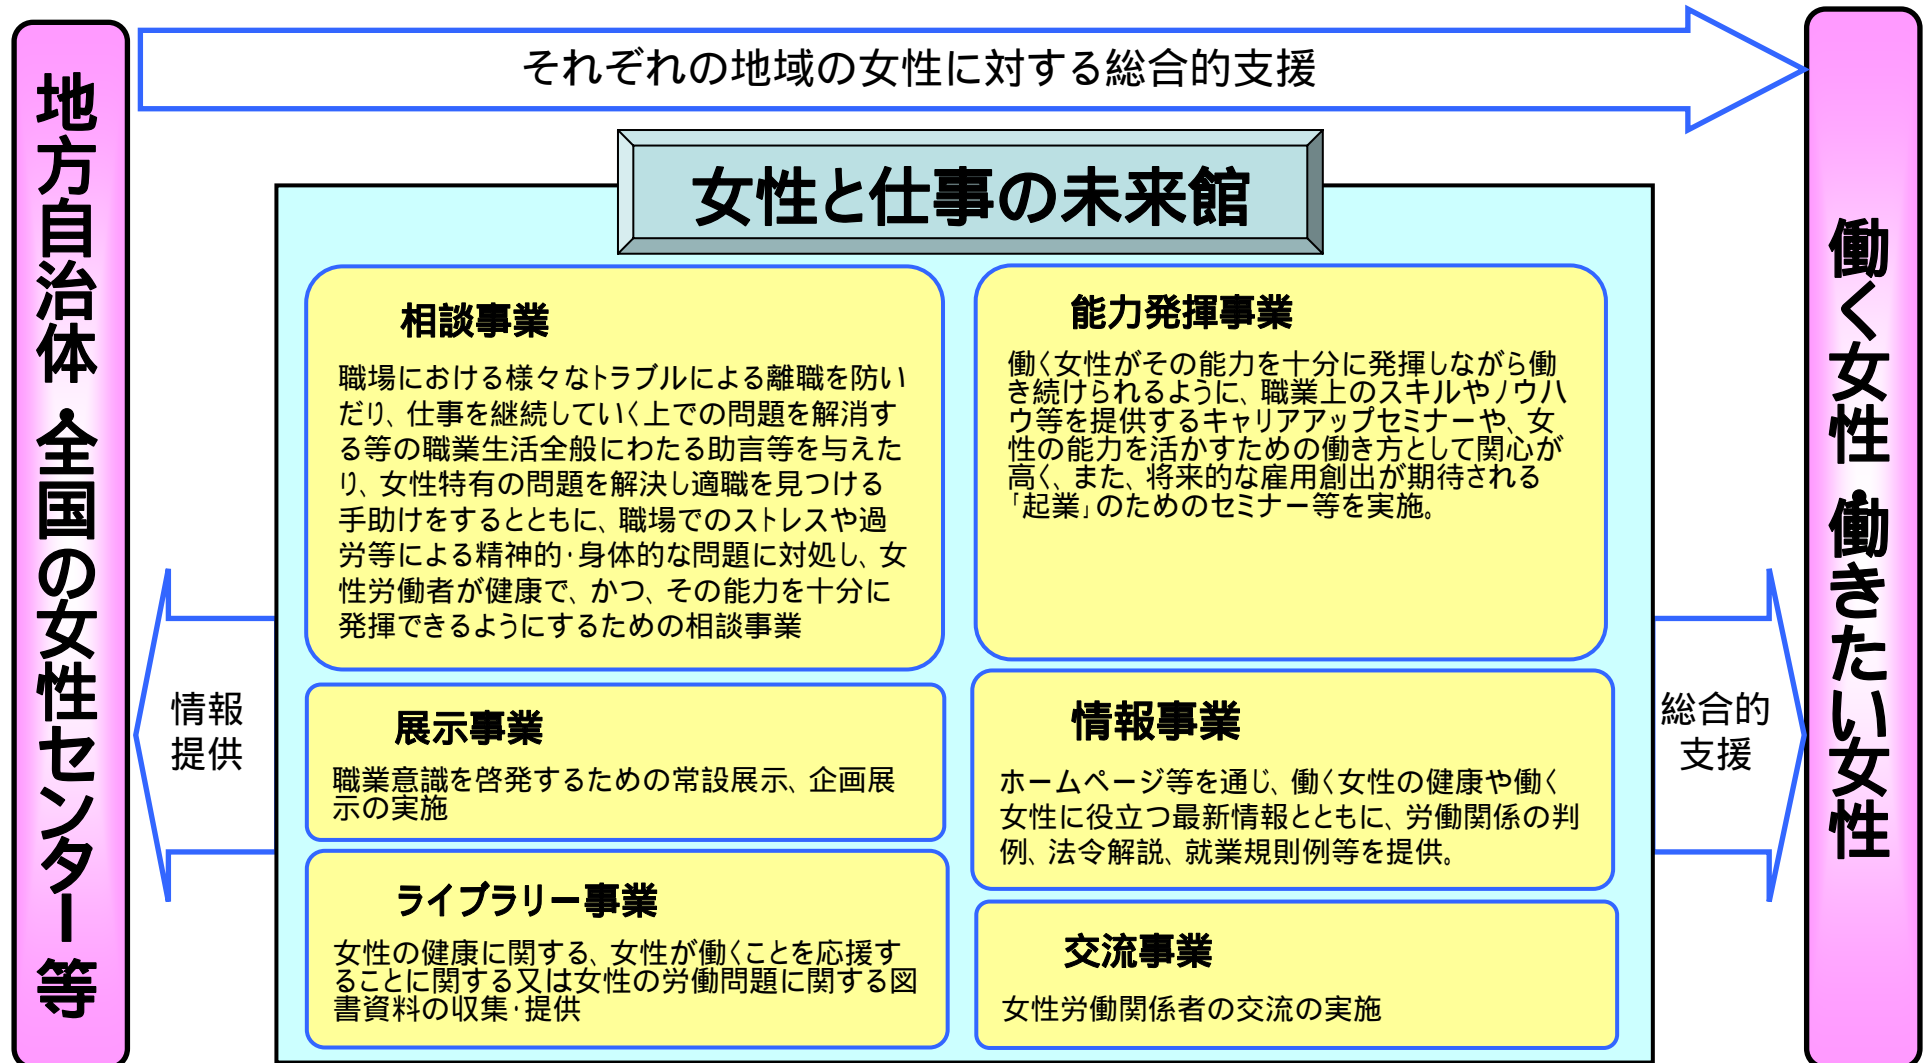 それぞれの地域の女性に対する総合的支援
地方自治体・全国の女性センター等
女性と仕事の未来館
相談事業
職場における様々なトラブルによる離職を防い
だり、仕事を継続していく上での問題を解消す
る等の職業生活全般にわたる助言等を与えた
り、女性特有の問題を解決し適職を見つける
手助けをするとともに、職場でのストレスや過
労等による精神的・身体的な問題に対処し、女
性労働者が健康で、かつ、その能力を十分に
発揮できるようにするための相談事業
能力発揮事業
働く女性がその能力を十分に発揮しながら働
き続けられるように、職業上のスキルやノウハ
ウ等を提供するキャリアアップセミナーや、女
性の能力を活かすための働き方として関心が
高く、また、将来的な雇用創出が期待される
「起業」のためのセミナー等を実施。
展示事業
職業意識を啓発するための常設展示、企画展
示の実施
情報事業
ホームページ等を通じ、働く女性の健康や働く
女性に役立つ最新情報とともに、労働関係の判
例、法令解説、就業規則例等を提供。
ライブラリー事業
女性の健康に関する、女性が働くことを応援す
ることに関する又は女性の労働問題に関する図
書資料の収集・提供
交流事業
女性労働関係者の交流の実施
情報
提供
総合的
支援
働く女性・働きたい女性